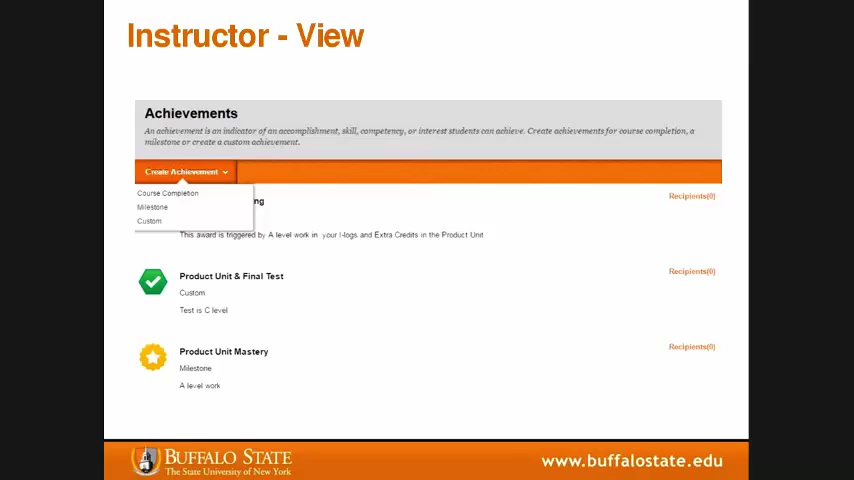 Instructor - View
Achievements
An achievement is an indicator of an accomplishment, skill, competency, or interest students can achieve. Create achievements for course completion, a
milestone or create a custom achievement.
Create Achievement
Course Completion
Milestone
Custom
ng
Recipients(0)
This award is triggered by A level work in your I-logs and Extra Credits in the Product Unit
Product Unit & Final Test
Recipients(0)
Custom
Test is C level
Product Unit Mastery
Recipients(0)
Milestone
A level work
BUFFALO STATE
The State University of New York
www.buffalostate.edu